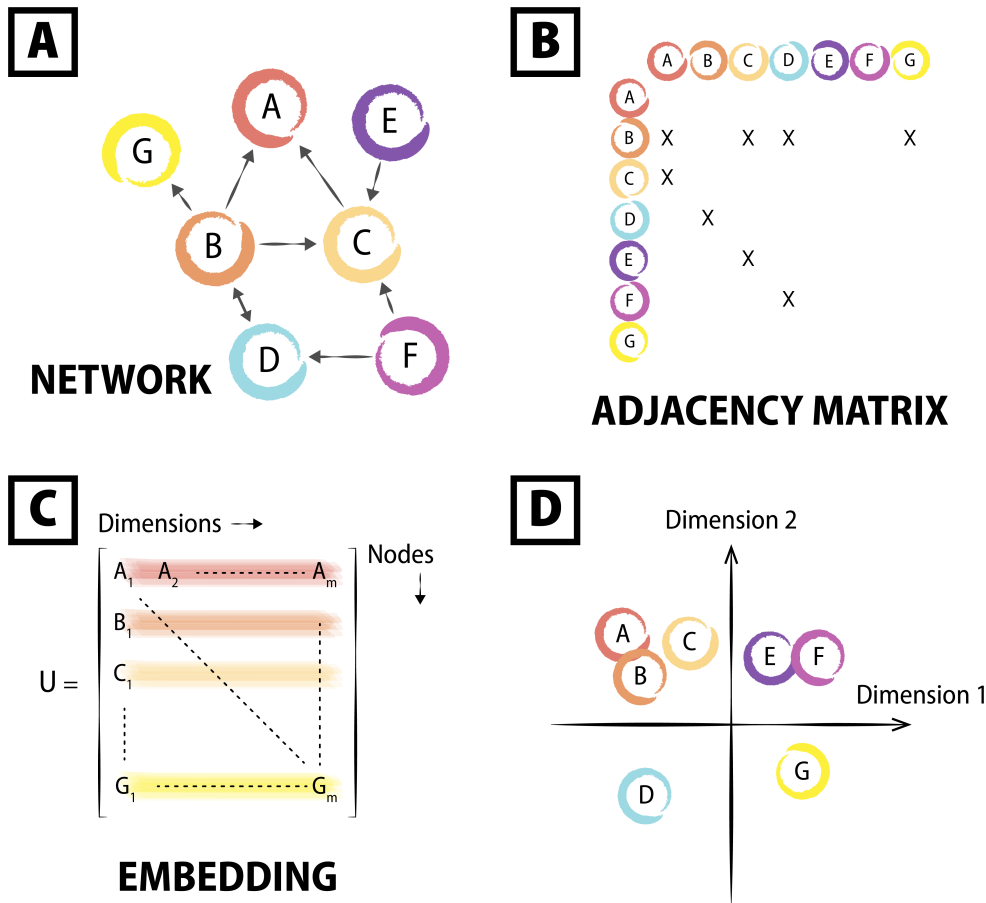 A
A
E
G
B
C
D
F
NETWORK
B
A B C D E F G
A
B X X X X
C X
D X
E X
F X
G
ADJACENCY MATRIX
C
Dimensions
Nodes
A1 A2 Am
B1
C1
U =
G1 Gm
EMBEDDING
D
Dimension 2
A
C
B
E
F
Dimension 1
G
D